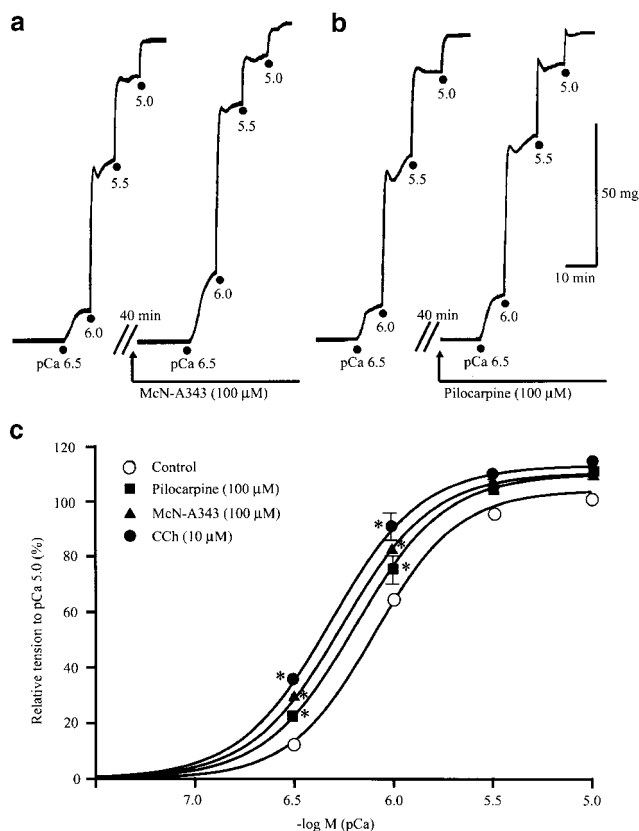 a
b
5.0
5.0
5.0
5.0
5.5
5.5
5.5
5.5
50 mg
10 min
6.0
6.0
6.0
6.0
40 min
40 min
pCa 6.5
pCa 6.5
pCa 6.5
pCa 6.5
McN-A343 (100 µM)
Pilocarpine (100 µM)
c
120
100
80
60
40
20
0
Relative tension to pCa 5.0 (%)
Control
Pilocarpine (100 µM)
McN-A343 (100 µM)
CCh (10 µM)
*
*
*
*
*
*
7.0 6.5 6.0 5.5 5.0
-log M (pCa)